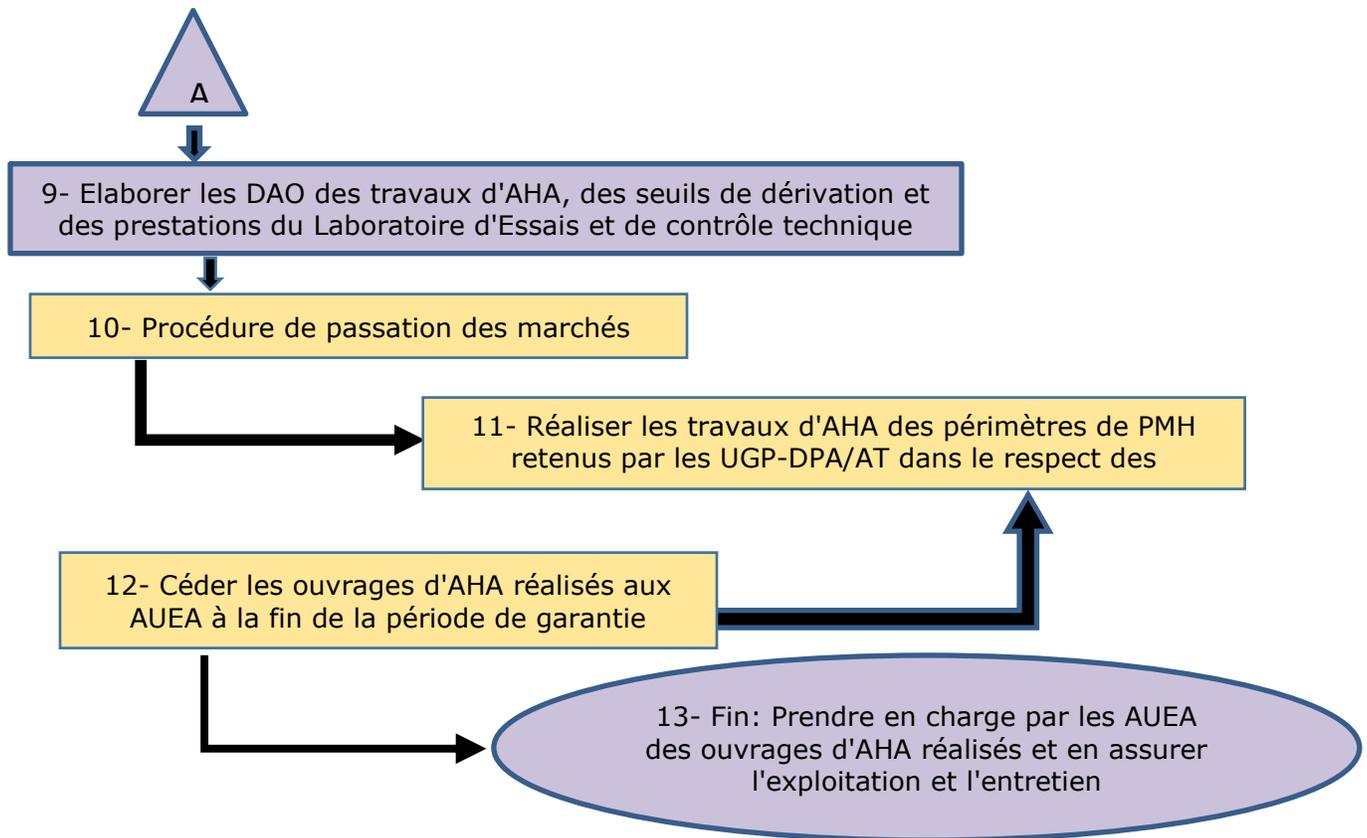 A
9- Elaborer les DAO des travaux d'AHA, des seuils de dérivation et
des prestations du Laboratoire d'Essais et de contrôle technique
10- Procédure de passation des marchés
11- Réaliser les travaux d'AHA des périmètres de PMH
retenus par les UGP-DPA/AT dans le respect des
12- Céder les ouvrages d'AHA réalisés aux
AUEA à la fin de la période de garantie
13- Fin: Prendre en charge par les AUEA
des ouvrages d'AHA réalisés et en assurer
l'exploitation et l'entretien